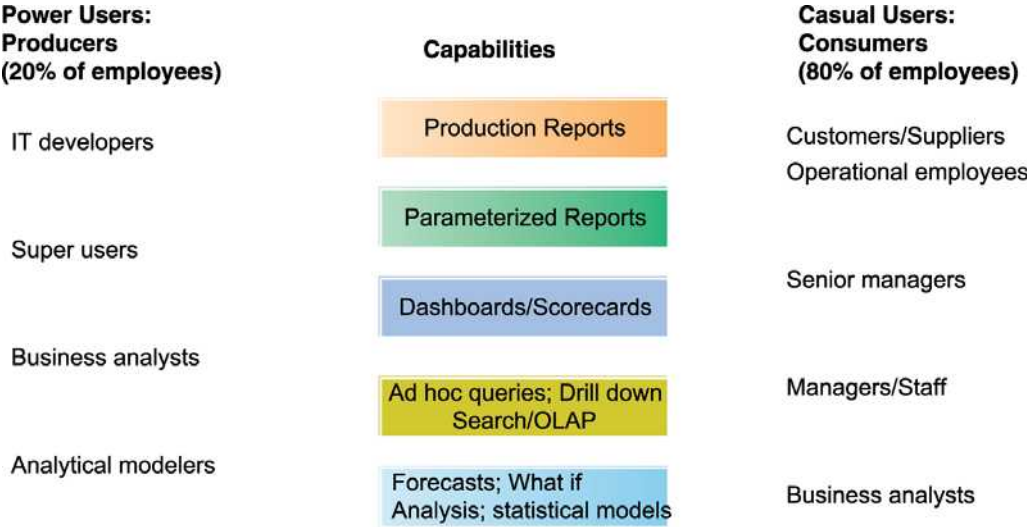 Power Users:
Producers
(20% of employees)
IT developers
Super users
Business analysts
Analytical modelers
Capabilities
Production Reports
Parameterized Reports
Dashboards/Scorecards
Ad hoc queries; Drill down
Search/OLAP
Forecasts; What if
Analysis; statistical models
Casual Users:
Consumers
(80% of employees)
Customers/Suppliers
Operational employees
Senior managers
Managers/Staff
Business analysts